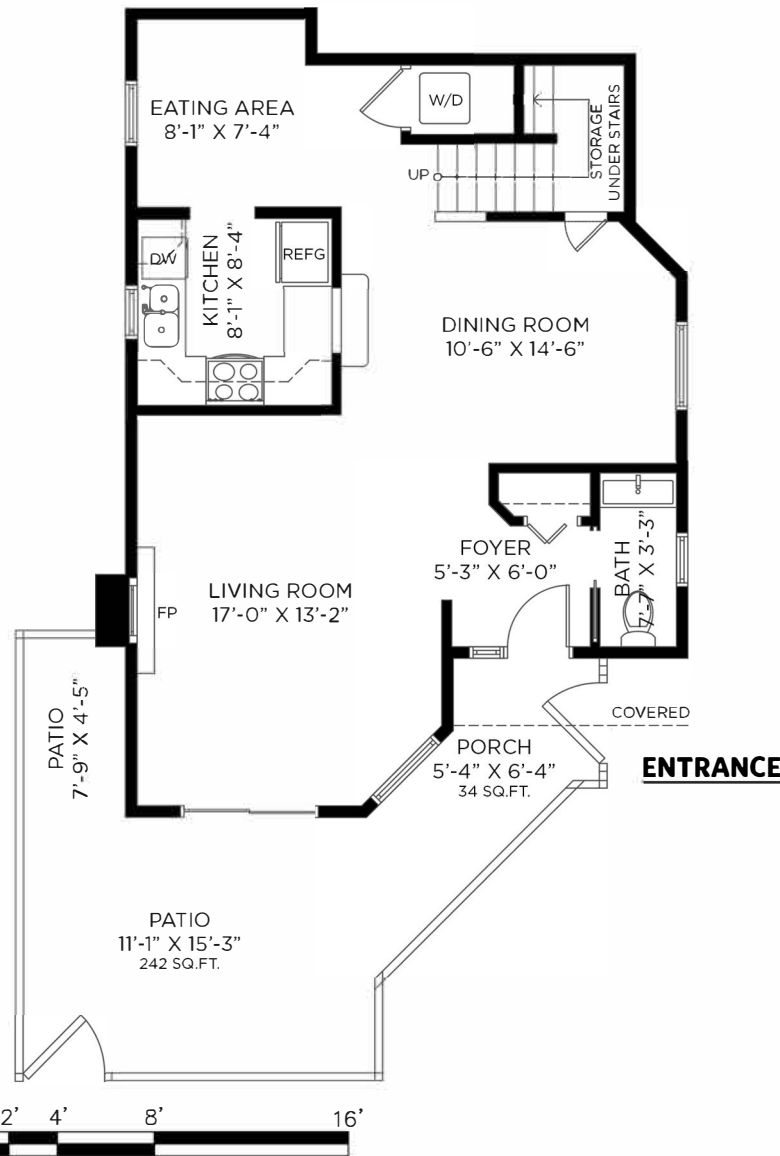 EATING AREA
8'-1" X 7'-4"
W/D
STORAGE
UNDER STAIRS
UP
DW
KITCHEN
8'-1" X 8'-4"
REFG
DINING ROOM
10'-6" X 14'-6"
FOYER
5'-3" X 6'-0"
BATH
7'-7" X 3'-3"
LIVING ROOM
17'-0" X 13'-2"
FP
PATIO
7'-9" X 4'-5"
COVERED
PORCH
5'-4" X 6'-4"
34 SQ.FT.
ENTRANCE
PATIO
11'-1" X 15'-3"
242 SQ.FT.
2' 4' 8' 16'